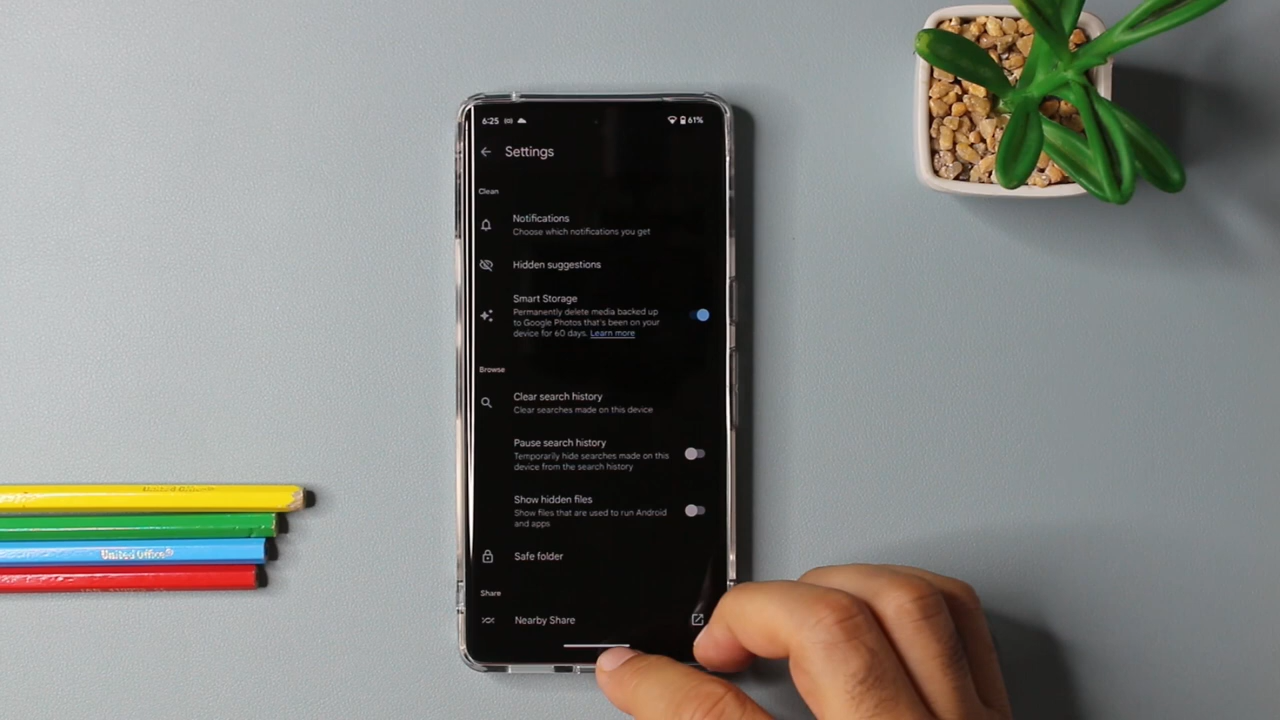 6:25 61%
Settings
Clean
Notifications
Choose which notifications you get
Hidden suggestions
Smart Storage
Permanently delete media backed up
to Google Photos that's been on your
device for 60 days. Learn more
Browse
Clear search history
Clear searches made on this device
Pause search history
Temporarily hide searches made on this
device from the search history
Show hidden files
Show files that are used to run Android
and apps
Safe folder
Share
Nearby Share
United Office®